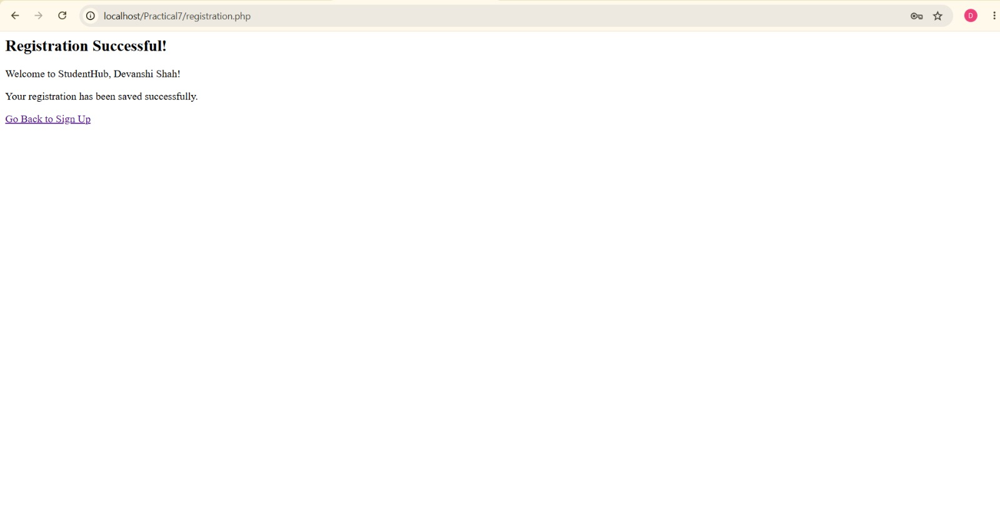 localhost/Practical7/registration.php
D
Registration Successful!
Welcome to StudentHub, Devanshi Shah!
Your registration has been saved successfully.
Go Back to Sign Up